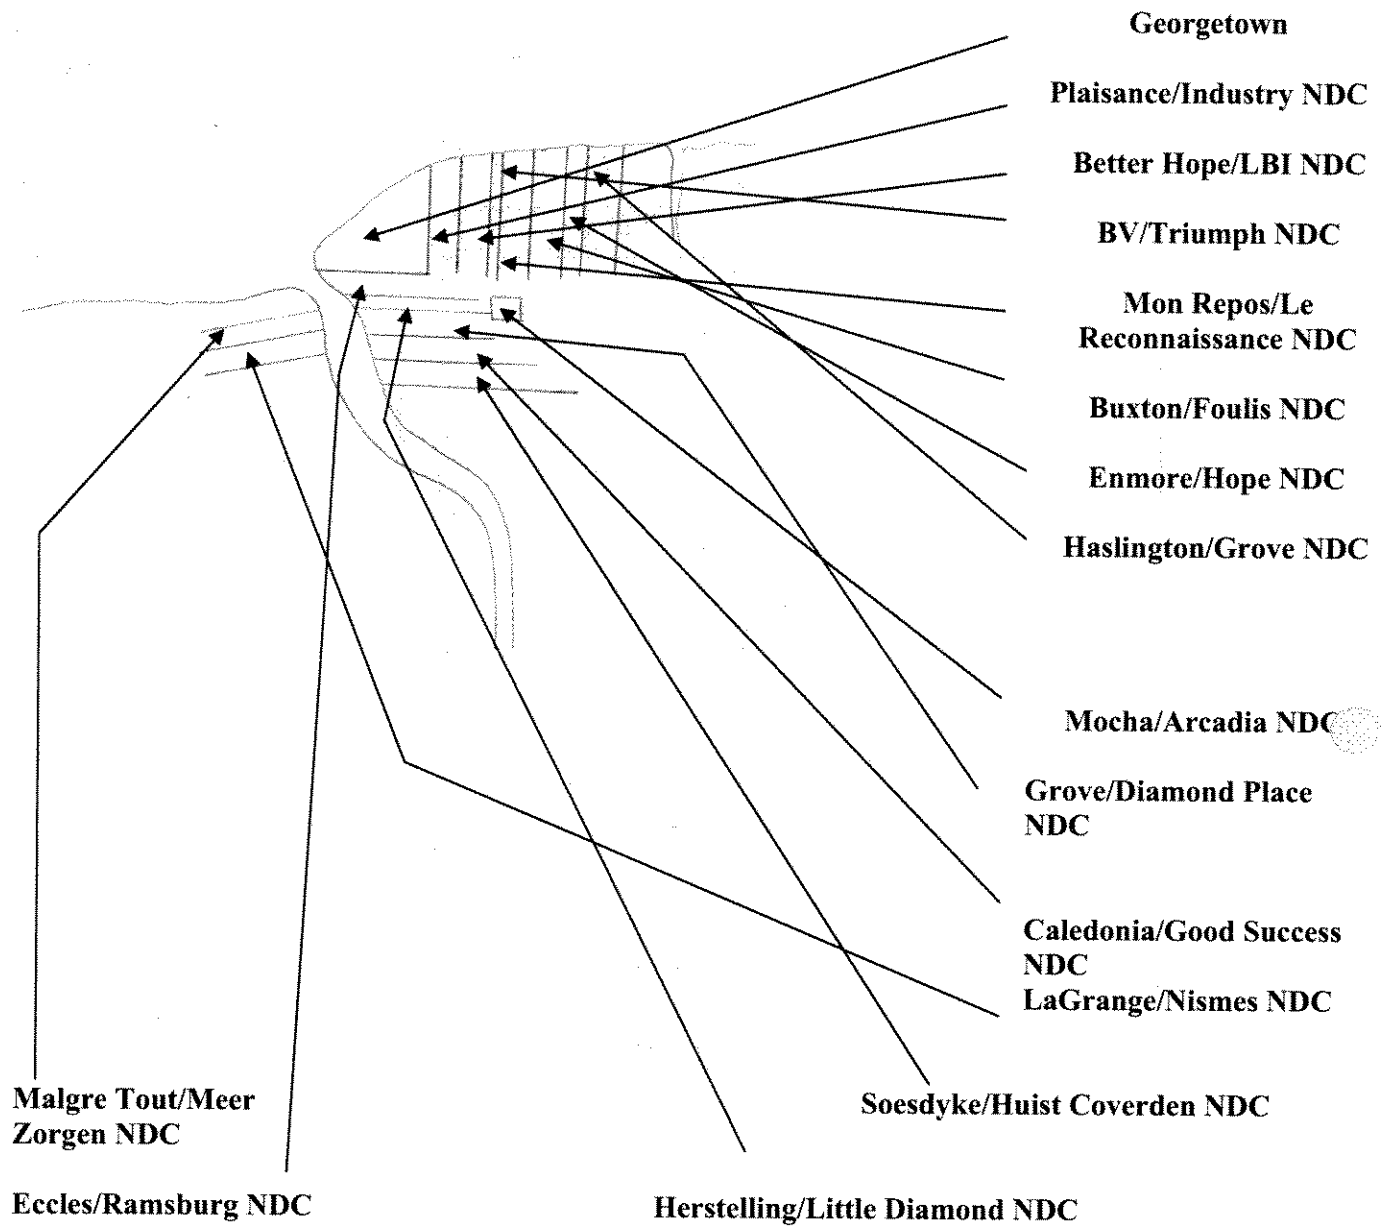 Georgetown
Plaisance/Industry NDC
Better Hope/LBI NDC
BV/Triumph NDC
Mon Repos/Le
Reconnaissance NDC
Buxton/Foulis NDC
Enmore/Hope NDC
Haslington/Grove NDC
Mocha/Arcadia NDC
Grove/Diamond Place
NDC
Caledonia/Good Success
NDC
LaGrange/Nismes NDC
Malgre Tout/Meer
Zorgen NDC
Soesdyke/Huist Coverden NDC
Eccles/Ramsburg NDC
Herstelling/Little Diamond NDC